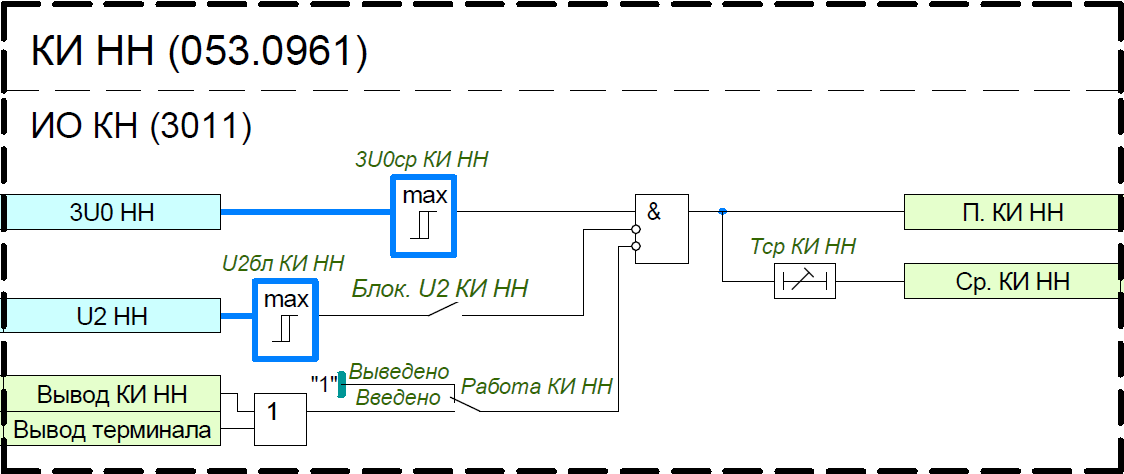 КИ НН (053.0961)
ИО КН (3011)
3U0ср КИ НН
max
3U0 НН
&
П. КИ НН
Тср КИ НН
U2бл КИ НН
max
Блок. U2 КИ НН
Ср. КИ НН
U2 НН
"1"
Выведено
Введено
Работа КИ НН
Вывод КИ НН
1
Вывод терминала